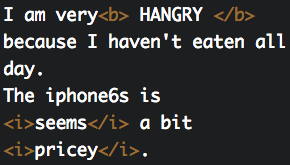 I am very<b> HANGRY </b>
because I haven't eaten all
day.
The iphone6s is
<i>seems</i> a bit
<i>pricey</i>.